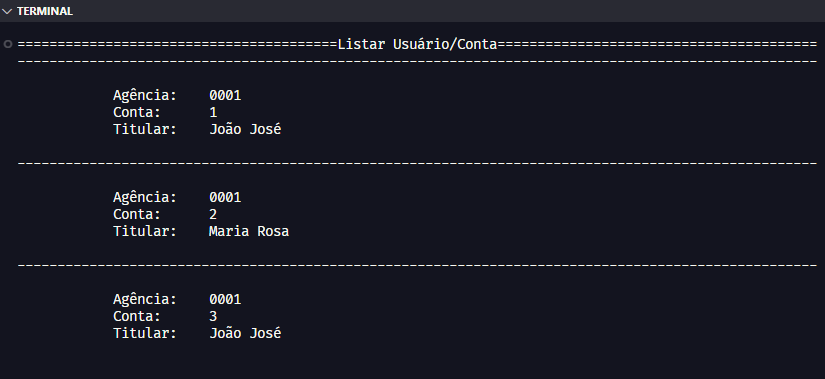 TERMINAL
========================================Listar Usuário/Conta========================================
----------------------------------------------------------------------------------------------------
Agência: 0001
Conta: 1
Titular: João José
----------------------------------------------------------------------------------------------------
Agência: 0001
Conta: 2
Titular: Maria Rosa
----------------------------------------------------------------------------------------------------
Agência: 0001
Conta: 3
Titular: João José